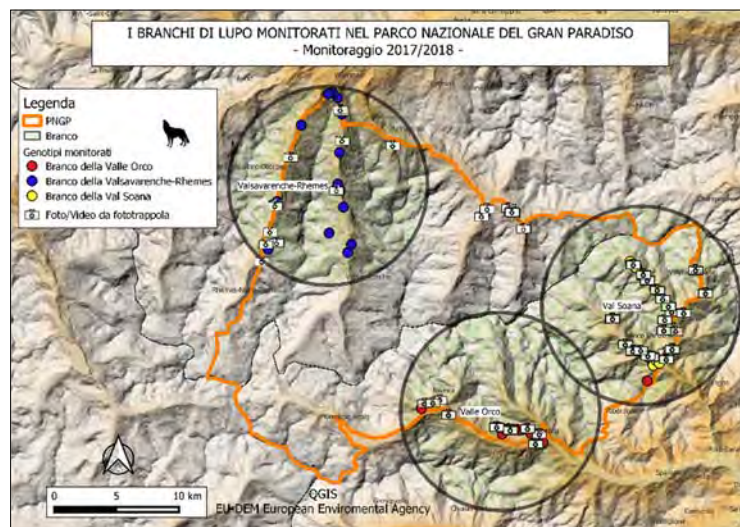 I BRANCHI DI LUPO MONITORATI NEL PARCO NAZIONALE DEL GRAN PARADISO
- Monitoraggio 2017/2018 -
Legenda
PNGP
Branco
Genotipi monitorati
Branco della Valle Orco
Branco della Valsavarenche-Rhemes
Branco della Val Soana
Foto/Video da fototrappola
Valsavarenche-Rhemes
Val Soana
Valle Orco
0 5 10 km
QGIS
EU-DEM European Enviromental Agency